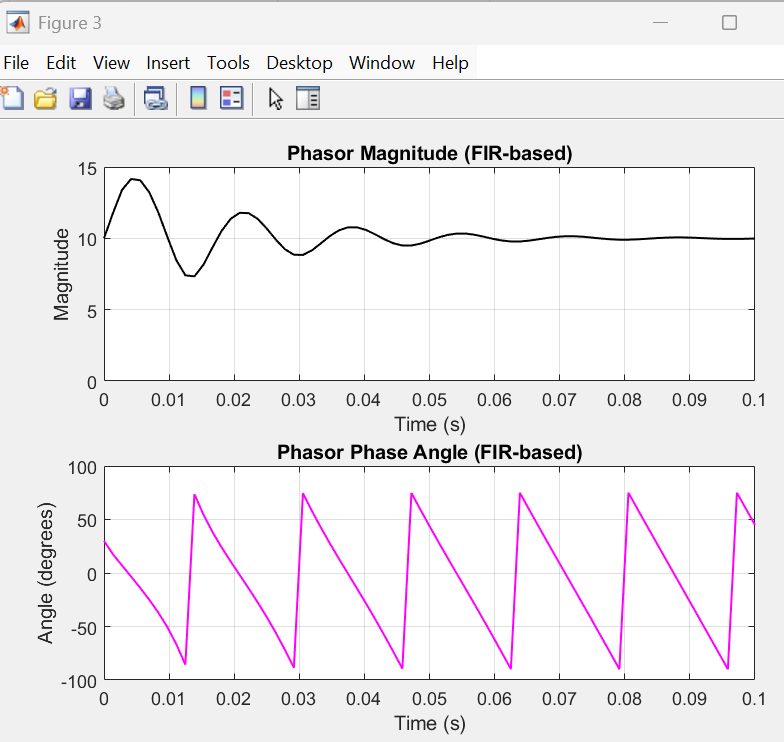 Figure 3
File Edit View Insert Tools Desktop Window Help
Phasor Magnitude (FIR-based)
15
10
5
0
Magnitude
0 0.01 0.02 0.03 0.04 0.05 0.06 0.07 0.08 0.09 0.1
Time (s)
Phasor Phase Angle (FIR-based)
100
50
0
-50
-100
Angle (degrees)
0 0.01 0.02 0.03 0.04 0.05 0.06 0.07 0.08 0.09 0.1
Time (s)